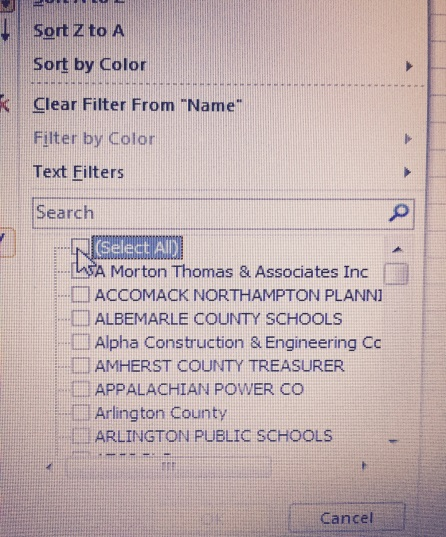 Sort A to Z
Sort Z to A
Sort by Color
Clear Filter From "Name"
Filter by Color
Text Filters
Search
(Select All)
A Morton Thomas & Associates Inc
ACCOMACK NORTHAMPTON PLANNI
ALBEMARLE COUNTY SCHOOLS
Alpha Construction & Engineering Cc
AMHERST COUNTY TREASURER
APPALACHIAN POWER CO
Arlington County
ARLINGTON PUBLIC SCHOOLS
OK
Cancel